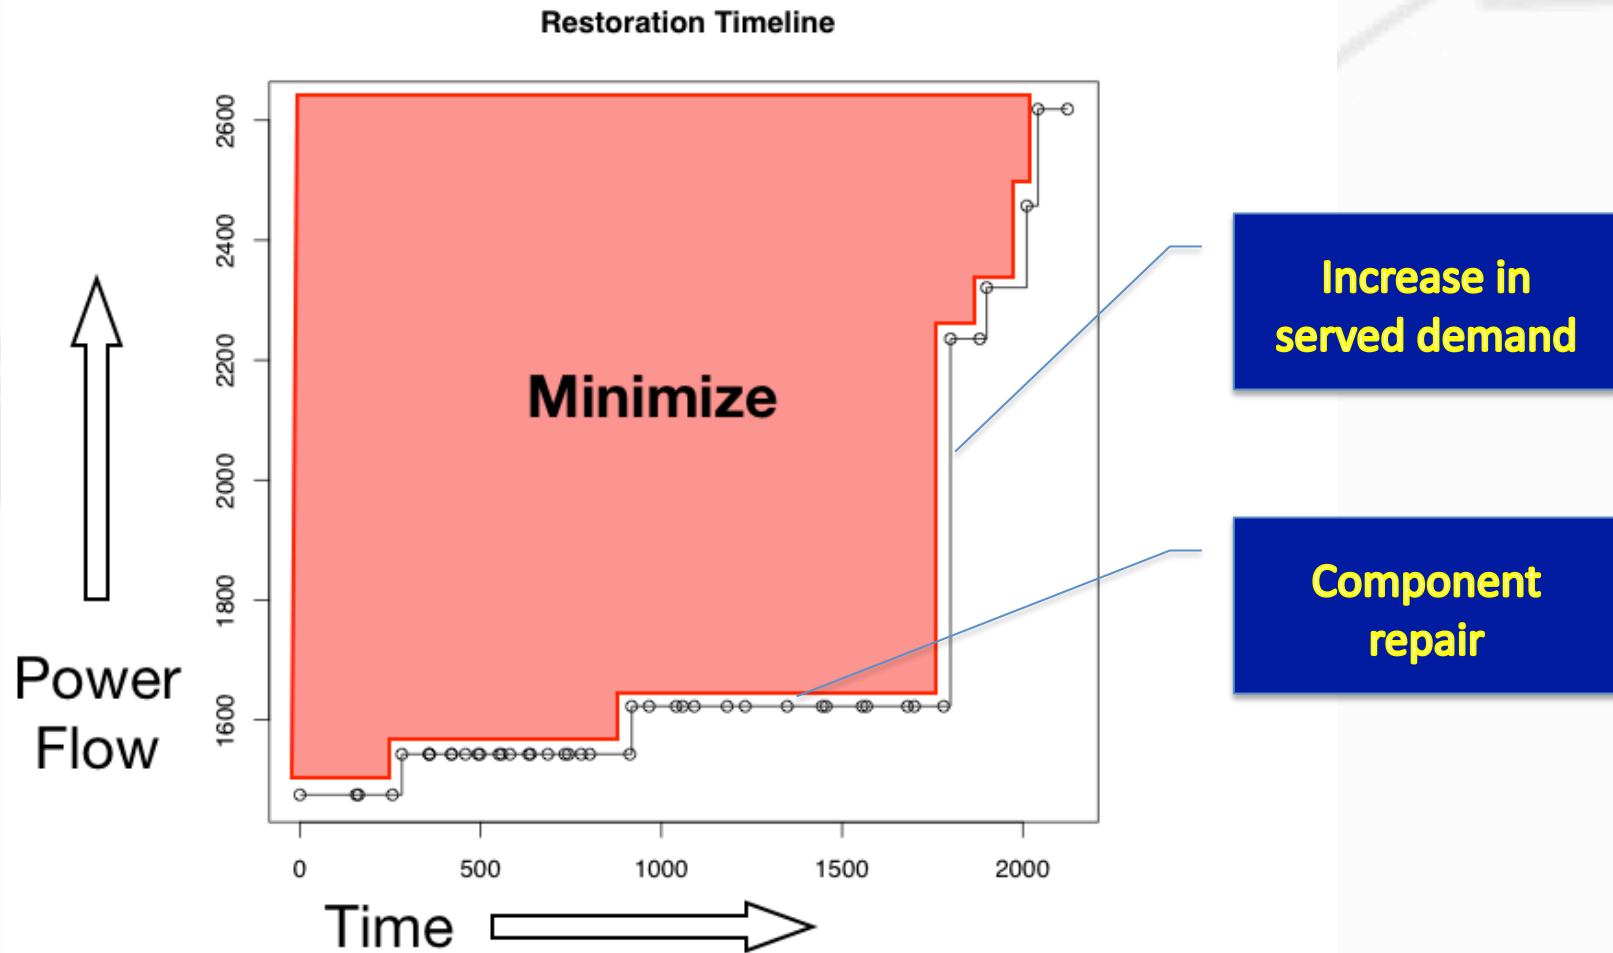 Restoration Timeline
2600
2400
2200
2000
1800
1600
Minimize
Increase in
served demand
Component
repair
Power
Flow
0 500 1000 1500 2000
Time